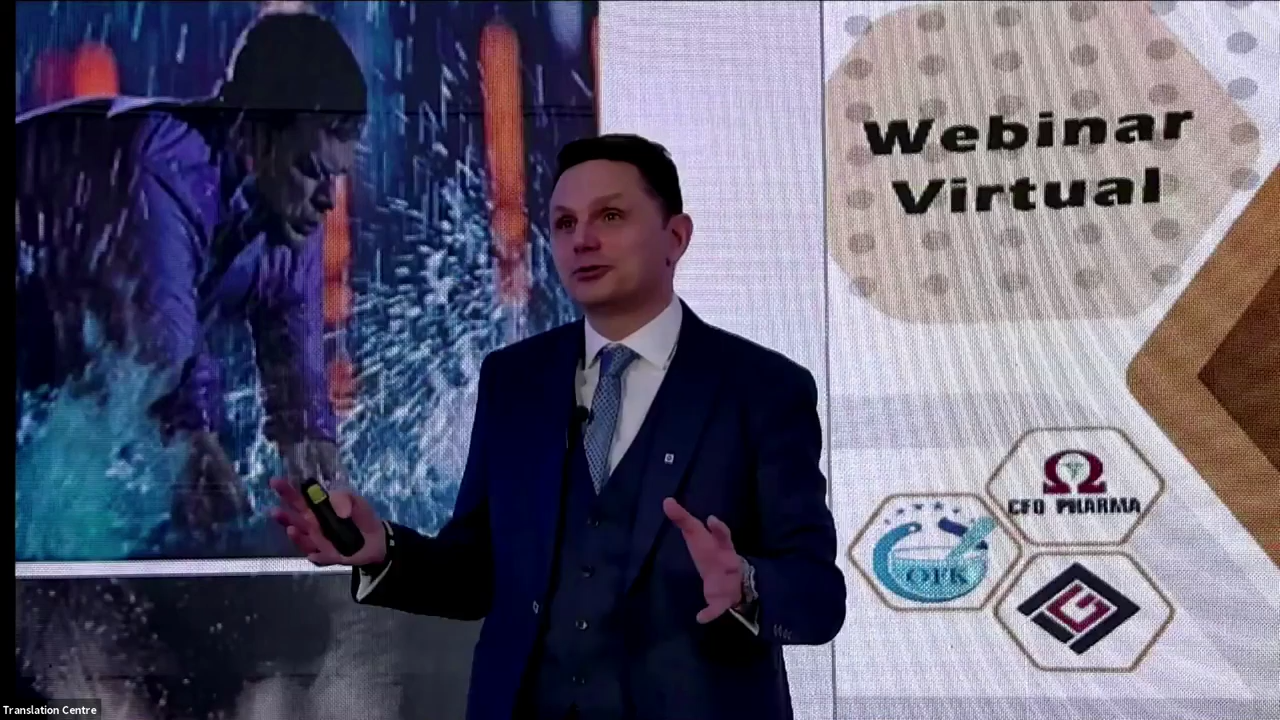 Webinar
Virtual
CFO PHARMA
OFK
Translation Centre